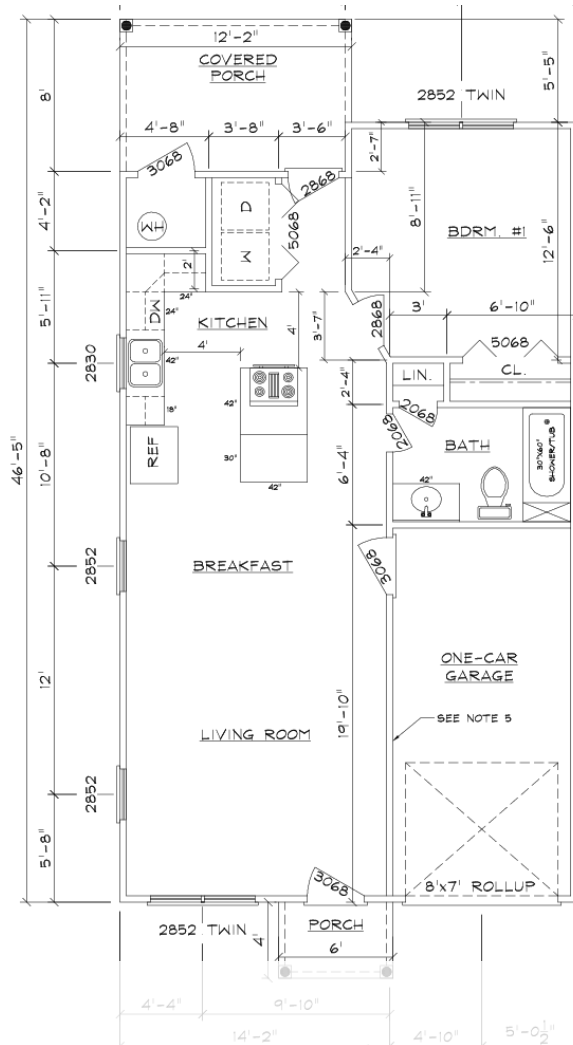 12'-2"
COVERED
PORCH
2852 TWIN
5'-5"
8'
4'-8"
3'-8"
3'-6"
2'-7"
3068
2868
D
W
5068
WH
4'-2"
8'-11"
BDRM. #1
12'-6"
2'-4"
2'
24"
DW
24"
KITCHEN
4'
3'-7"
2868
3'
6'-10"
5'-11"
2830
42"
4'
5068
CL.
LIN.
2'-4"
2068
42"
18"
REF
30"
42"
2068
BATH
30"X60"
SHOWER/TUB
42"
6'-4"
46'-5"
10'-8"
2852
BREAKFAST
3068
ONE-CAR
GARAGE
12'
19'-10"
SEE NOTE 5
LIVING ROOM
2852
5'-8"
3068
8'x7' ROLLUP
2852 TWIN
4'
PORCH
6'
4'-4"
9'-10"
14'-2"
4'-10"
5'-0½"